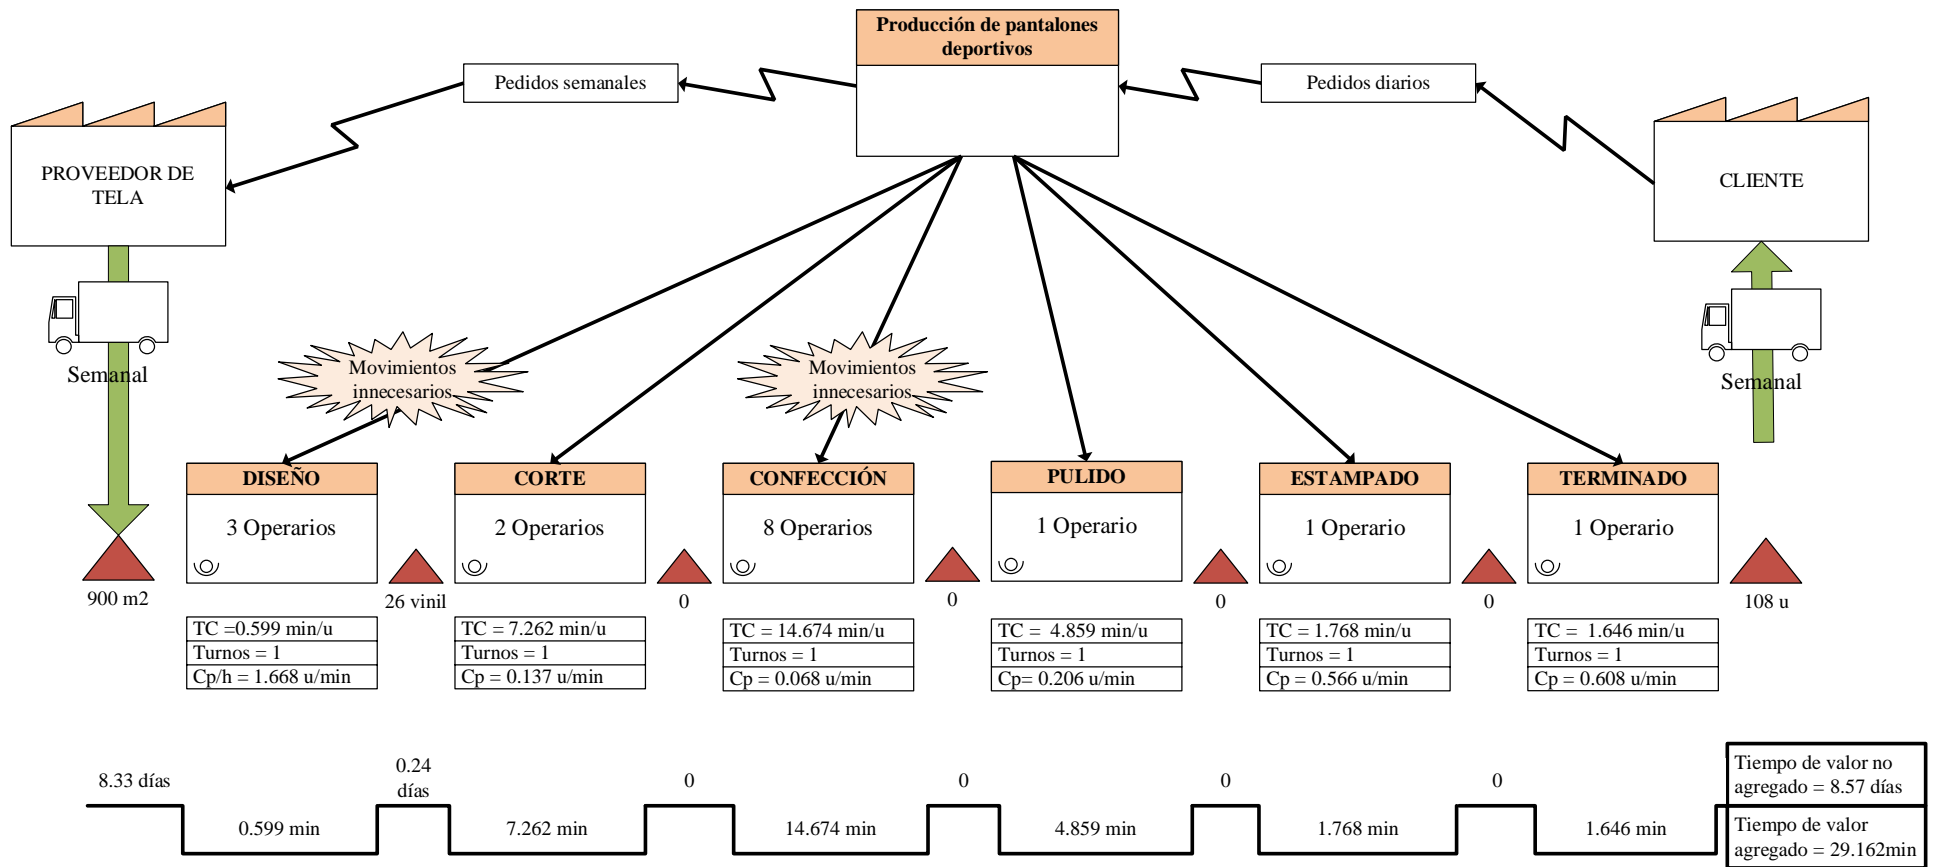 Producción de pantalones
deportivos
Pedidos semanales
Pedidos diarios
PROVEEDOR DE
TELA
CLIENTE
Semanal
Semanal
Movimientos
innecesarios
Movimientos
innecesarios
DISEÑO
3 Operarios
CORTE
2 Operarios
CONFECCIÓN
8 Operarios
PULIDO
1 Operario
ESTAMPADO
1 Operario
TERMINADO
1 Operario
900 m2
26 vinil
0
0
0
0
108 u
TC =0.599 min/u
Turnos = 1
Cp/h = 1.668 u/min
TC = 7.262 min/u
Turnos = 1
Cp = 0.137 u/min
TC = 14.674 min/u
Turnos = 1
Cp = 0.068 u/min
TC = 4.859 min/u
Turnos = 1
Cp= 0.206 u/min
TC = 1.768 min/u
Turnos = 1
Cp = 0.566 u/min
TC = 1.646 min/u
Turnos = 1
Cp = 0.608 u/min
8.33 días
0.24
días
0
0
0
0
0.599 min
7.262 min
14.674 min
4.859 min
1.768 min
1.646 min
Tiempo de valor no
agregado = 8.57 días
Tiempo de valor
agregado = 29.162min